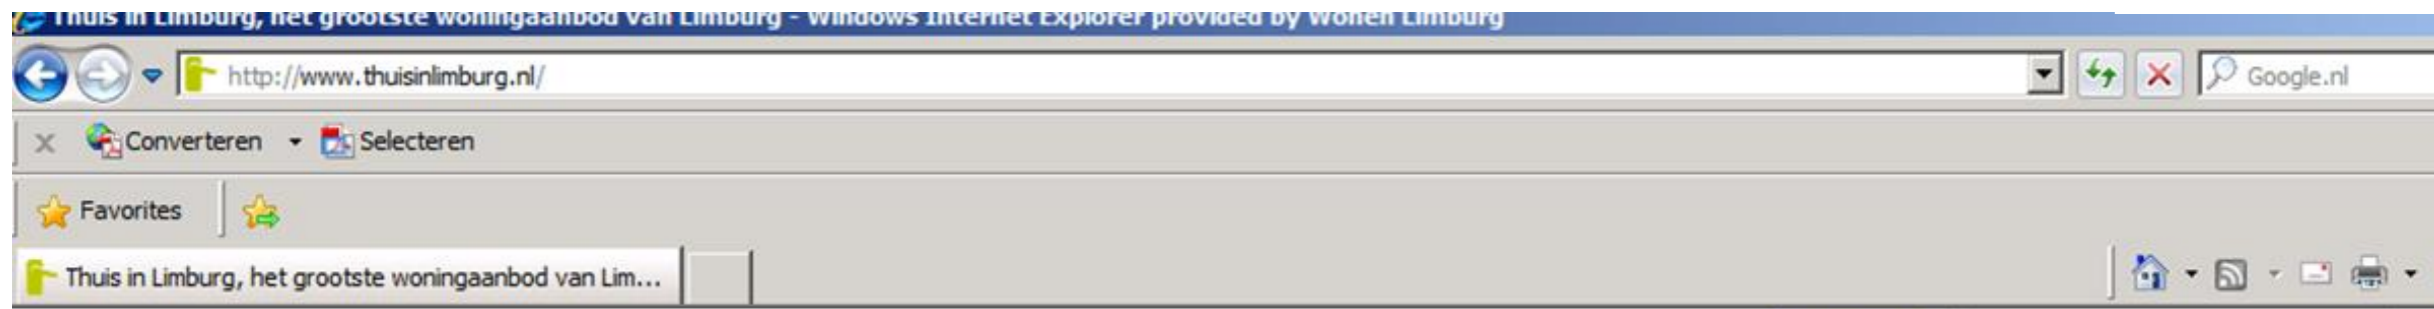 Thuis in Limburg, het grootste woningaanbod van Limburg - Windows Internet Explorer provided by Wonen Limburg
http://www.thuisinlimburg.nl/ Google.nl
Converteren Selecteren
Favorites
Thuis in Limburg, het grootste woningaanbod van Lim...